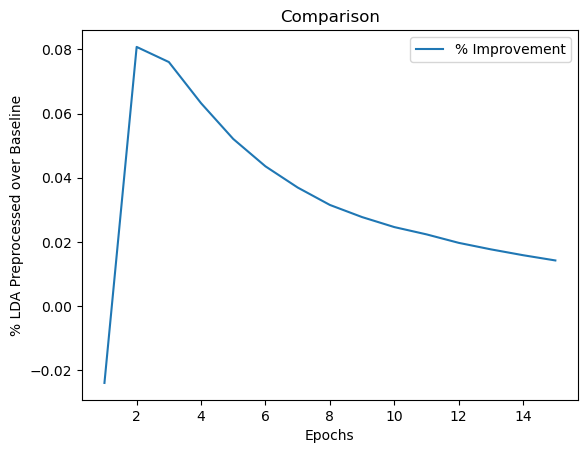 Comparison
% Improvement
% LDA Preprocessed over Baseline
0.08
0.06
0.04
0.02
0.00
−0.02
2 4 6 8 10 12 14
Epochs